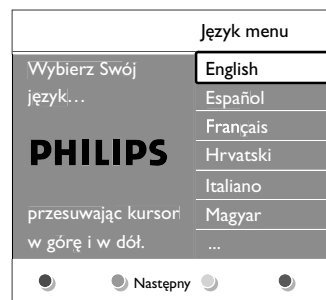 Język menu
Wybierz Swój
język...
PHILIPS
przesuwając kursor
w górę i w dół.
English
Español
Français
Hrvatski
Italiano
Magyar
...
Następny